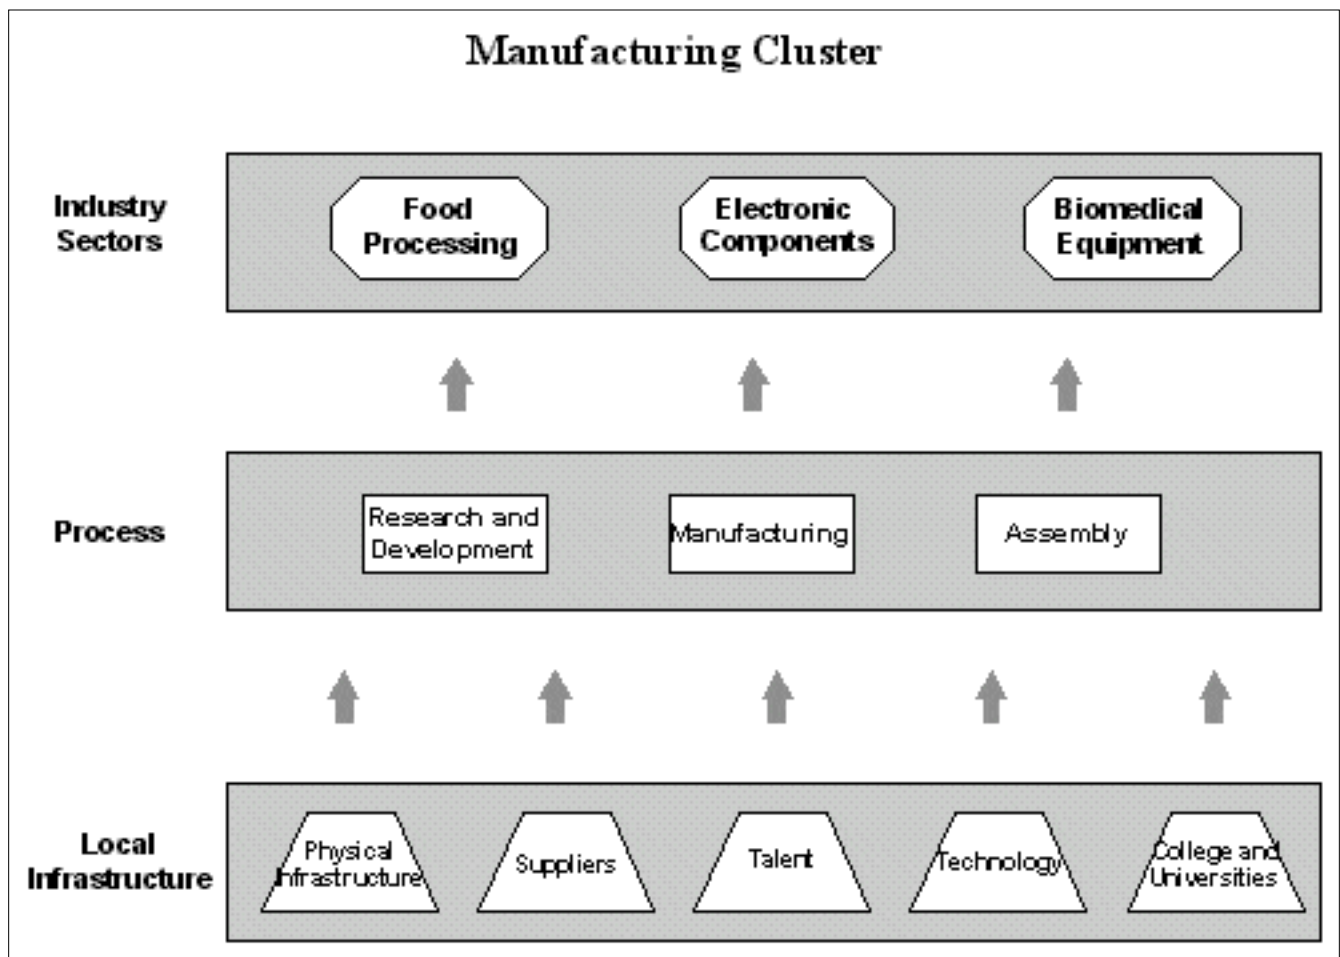 Manufacturing Cluster
Industry
Sectors
Food
Processing
Electronic
Components
Biomedical
Equipment
Process
Research and
Development
Manufacturing
Assembly
Local
Infrastructure
Physical
Infrastructure
Suppliers
Talent
Technology
College and
Universities